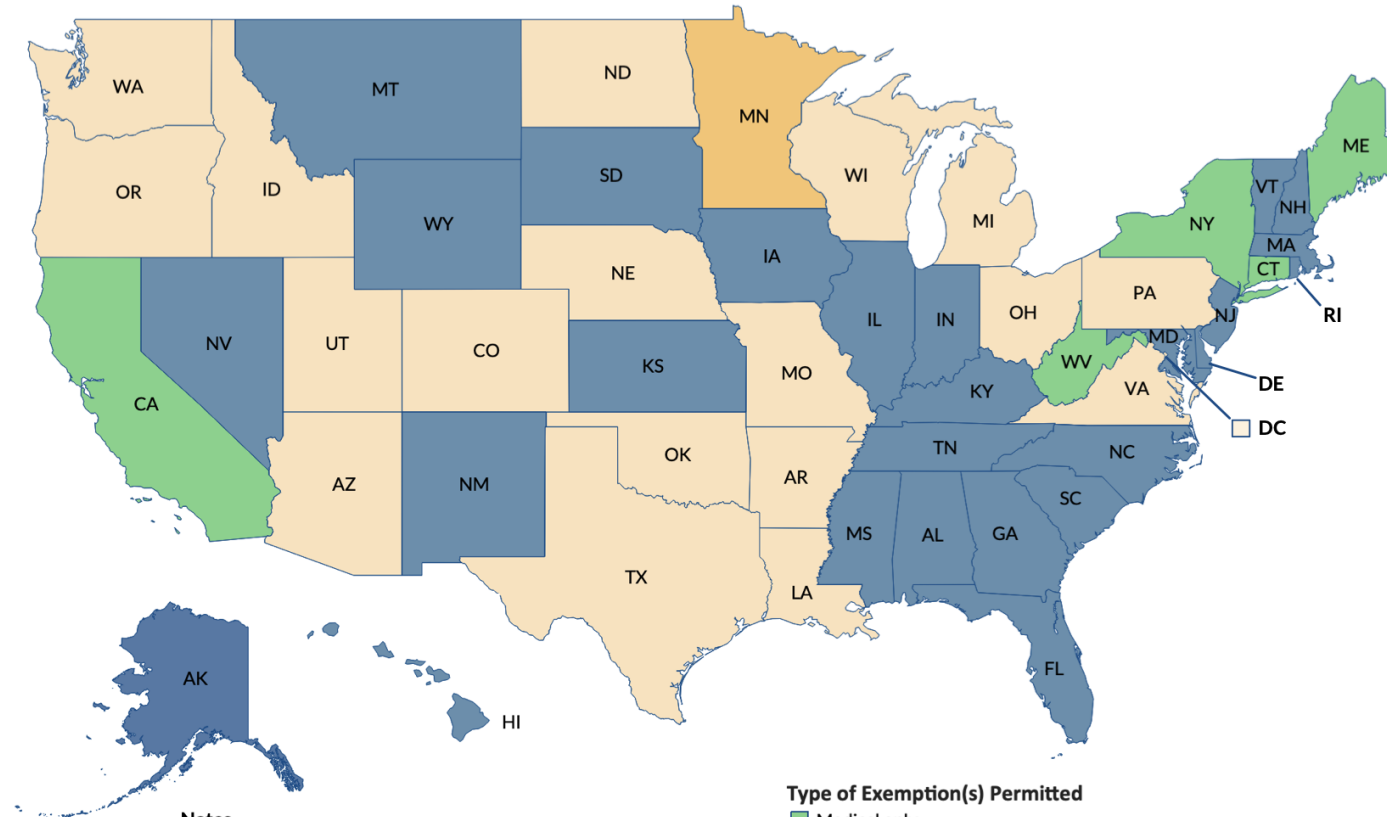 WA
MT
ND
MN
OR
ID
WY
SD
WI
MI
ME
VT
NH
NY
MA
CT
RI
NE
IA
PA
NJ
NV
UT
CO
KS
MO
IL
IN
OH
WV
MD
VA
DE
DC
CA
KY
AZ
NM
OK
AR
TN
NC
SC
MS
AL
GA
TX
LA
FL
AK
HI
Type of Exemption(s) Permitted
Notes